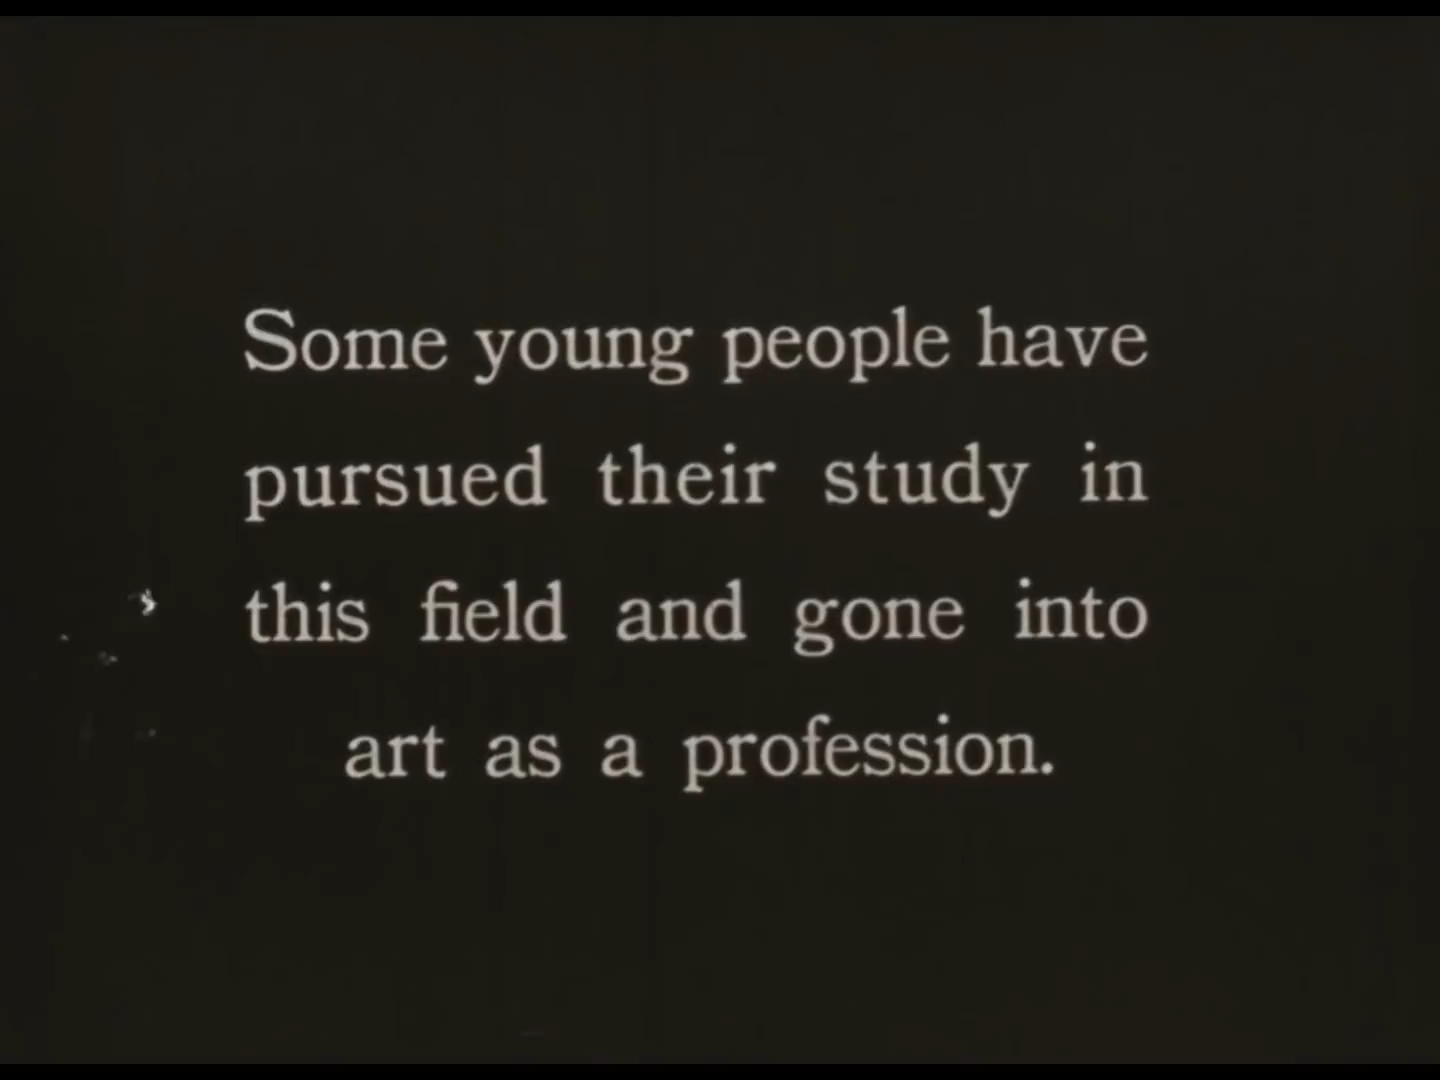 Some young people have
pursued their study in
this field and gone into
art as a profession.